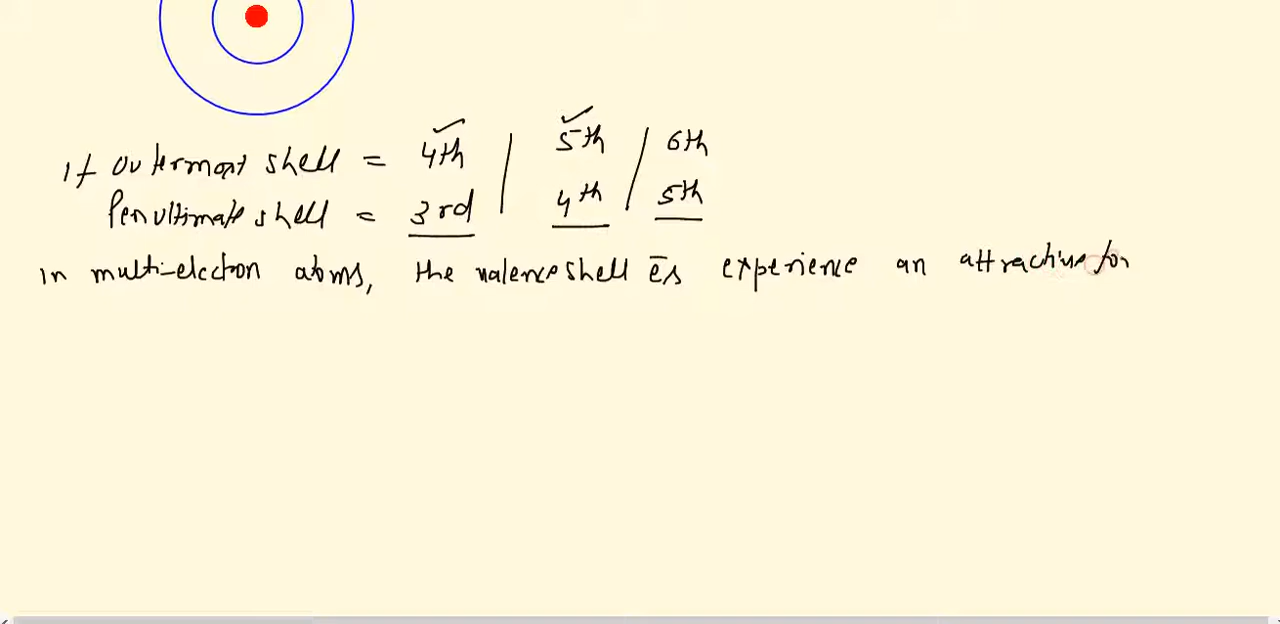 If outermost shell = 4th | 5th | 6th
Penultimate shell = 3rd 4th 5th
In multi-electron atoms, the valence shell ēs experience an attractive for